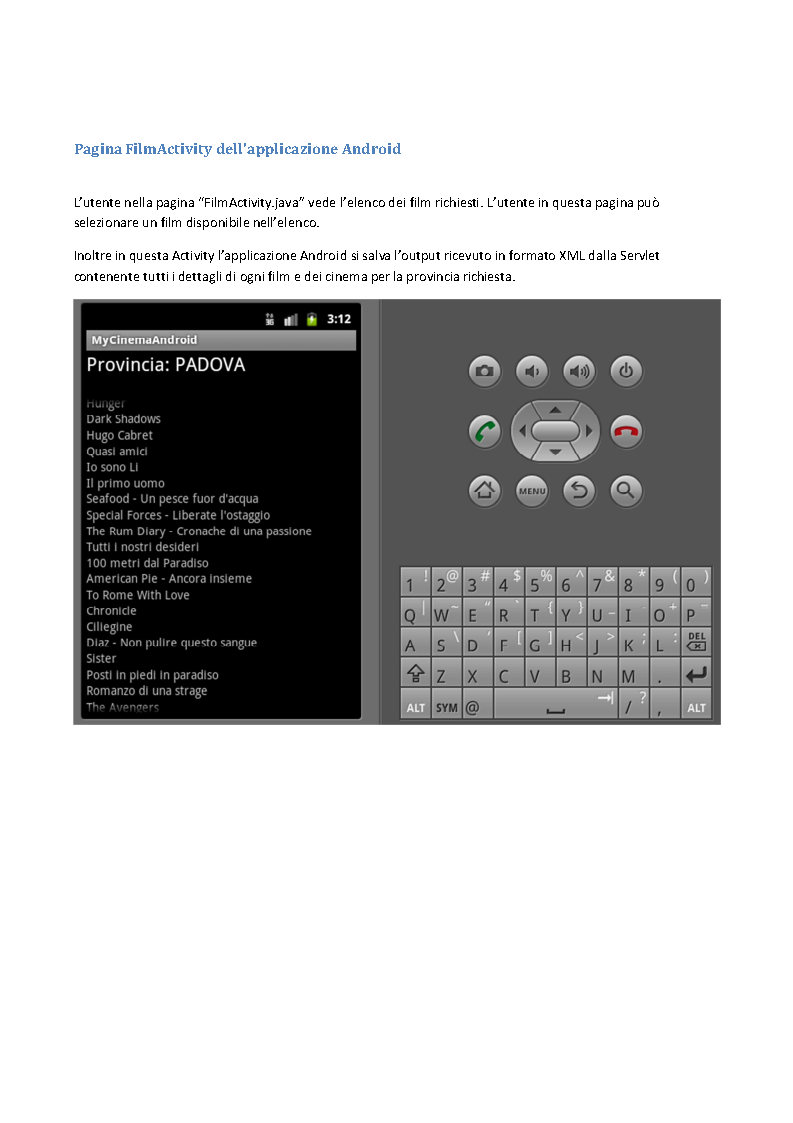 Pagina FilmActivity dell'applicazione Android
L'utente nella pagina “FilmActivity.java” vede l'elenco dei film richiesti. L'utente in questa pagina può
selezionare un film disponibile nell'elenco.
Inoltre in questa Activity l'applicazione Android si salva l'output ricevuto in formato XML dalla Servlet
contenente tutti i dettagli di ogni film e dei cinema per la provincia richiesta.
3G 3:12
MyCinemaAndroid
Provincia: PADOVA
Hunger
Dark Shadows
Hugo Cabret
Quasi amici
Io sono Li
Il primo uomo
Seafood - Un pesce fuor d'acqua
Special Forces - Liberate l'ostaggio
The Rum Diary - Cronache di una passione
Tutti i nostri desideri
100 metri dal Paradiso
American Pie - Ancora insieme
To Rome With Love
Chronicle
Ciliegine
Diaz - Non pulire questo sangue
Sister
Posti in piedi in paradiso
Romanzo di una strage
The Avengers
MENU
1 ! 2 @ 3 # 4 $ 5 % 6 ^ 7 & 8 * 9 ( 0 )
Q | W ~ E " R ` T { Y } U _ I - O + P =
A S \ D ' F [ G ] H < J > K ; L : DEL
Z X C V B N M .
ALT SYM @ / ? , ALT